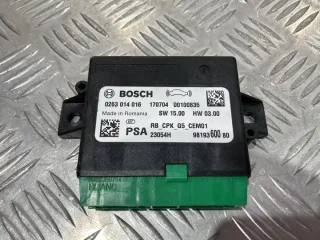 BOSCH
0263 014 016 170704 00100835
Made in Romania SW 15.00 HW 03.00
RB_CPK_G5_CEM01
PSA 23054H 98193600 80
BLANC